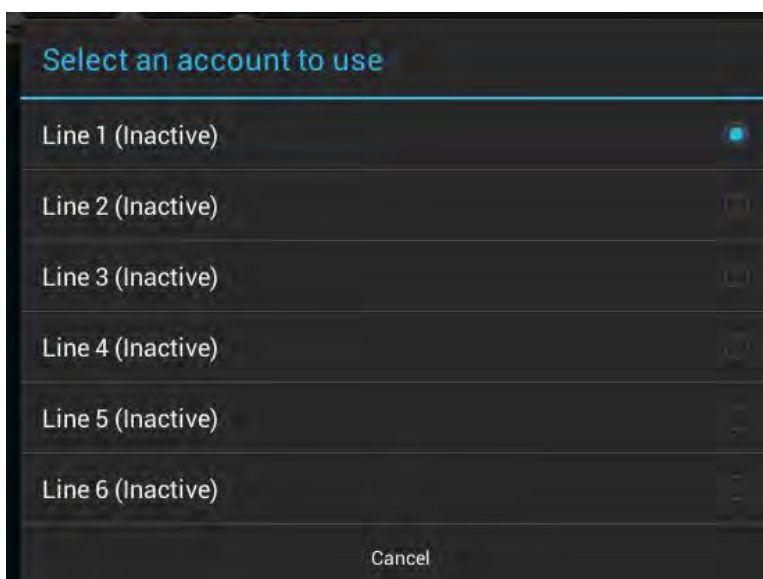 Select an account to use
Line 1 (Inactive)
Line 2 (Inactive)
Line 3 (Inactive)
Line 4 (Inactive)
Line 5 (Inactive)
Line 6 (Inactive)
Cancel